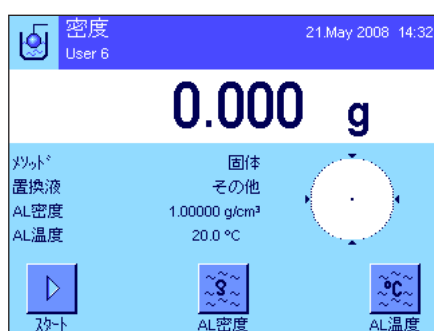 密度
User 6
21.May 2008 14:32
0.000 g
ﾒｿｯﾄﾞ 固体
置換液 その他
AL密度 1.00000 g/cm³
AL温度 20.0 °C
°C
ｽﾀｰﾄ AL密度 AL温度